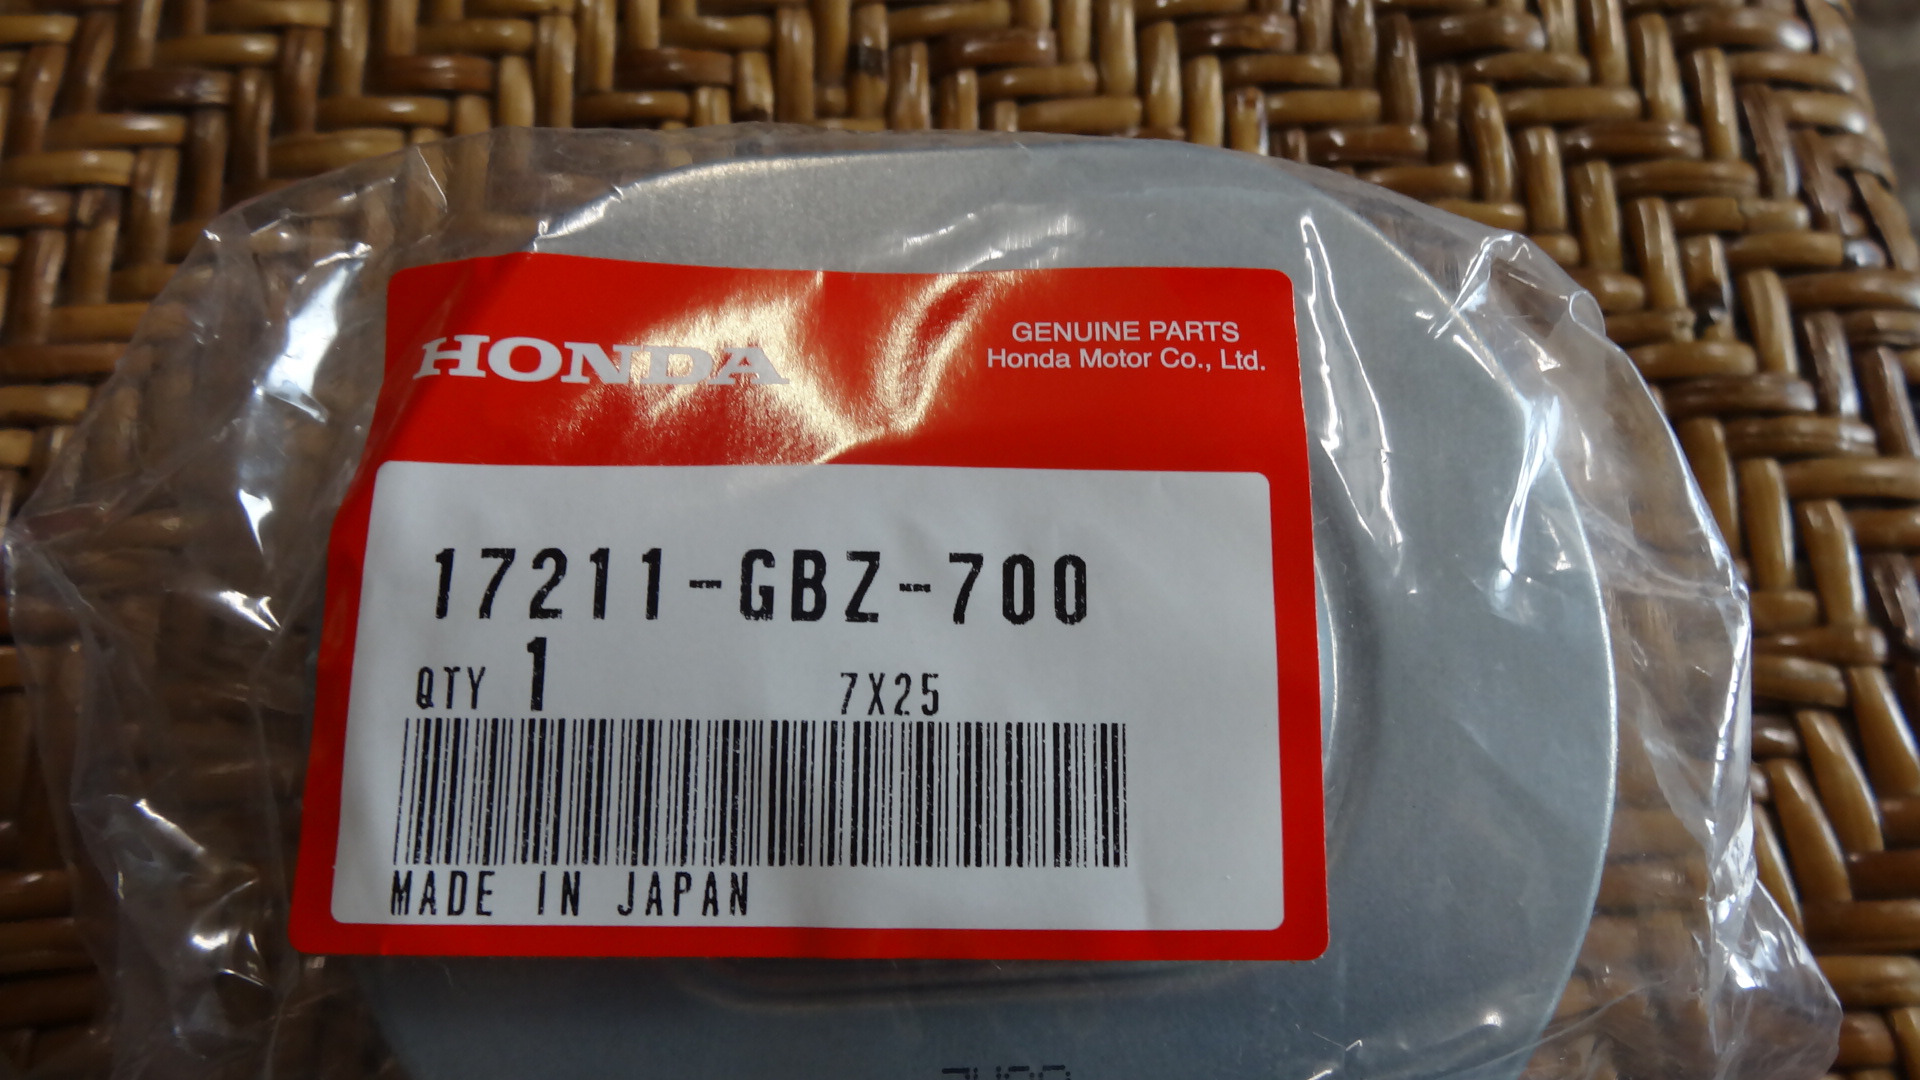 HONDA
GENUINE PARTS
Honda Motor Co., Ltd.
17211-GBZ-700
QTY 1 7X25
MADE IN JAPAN